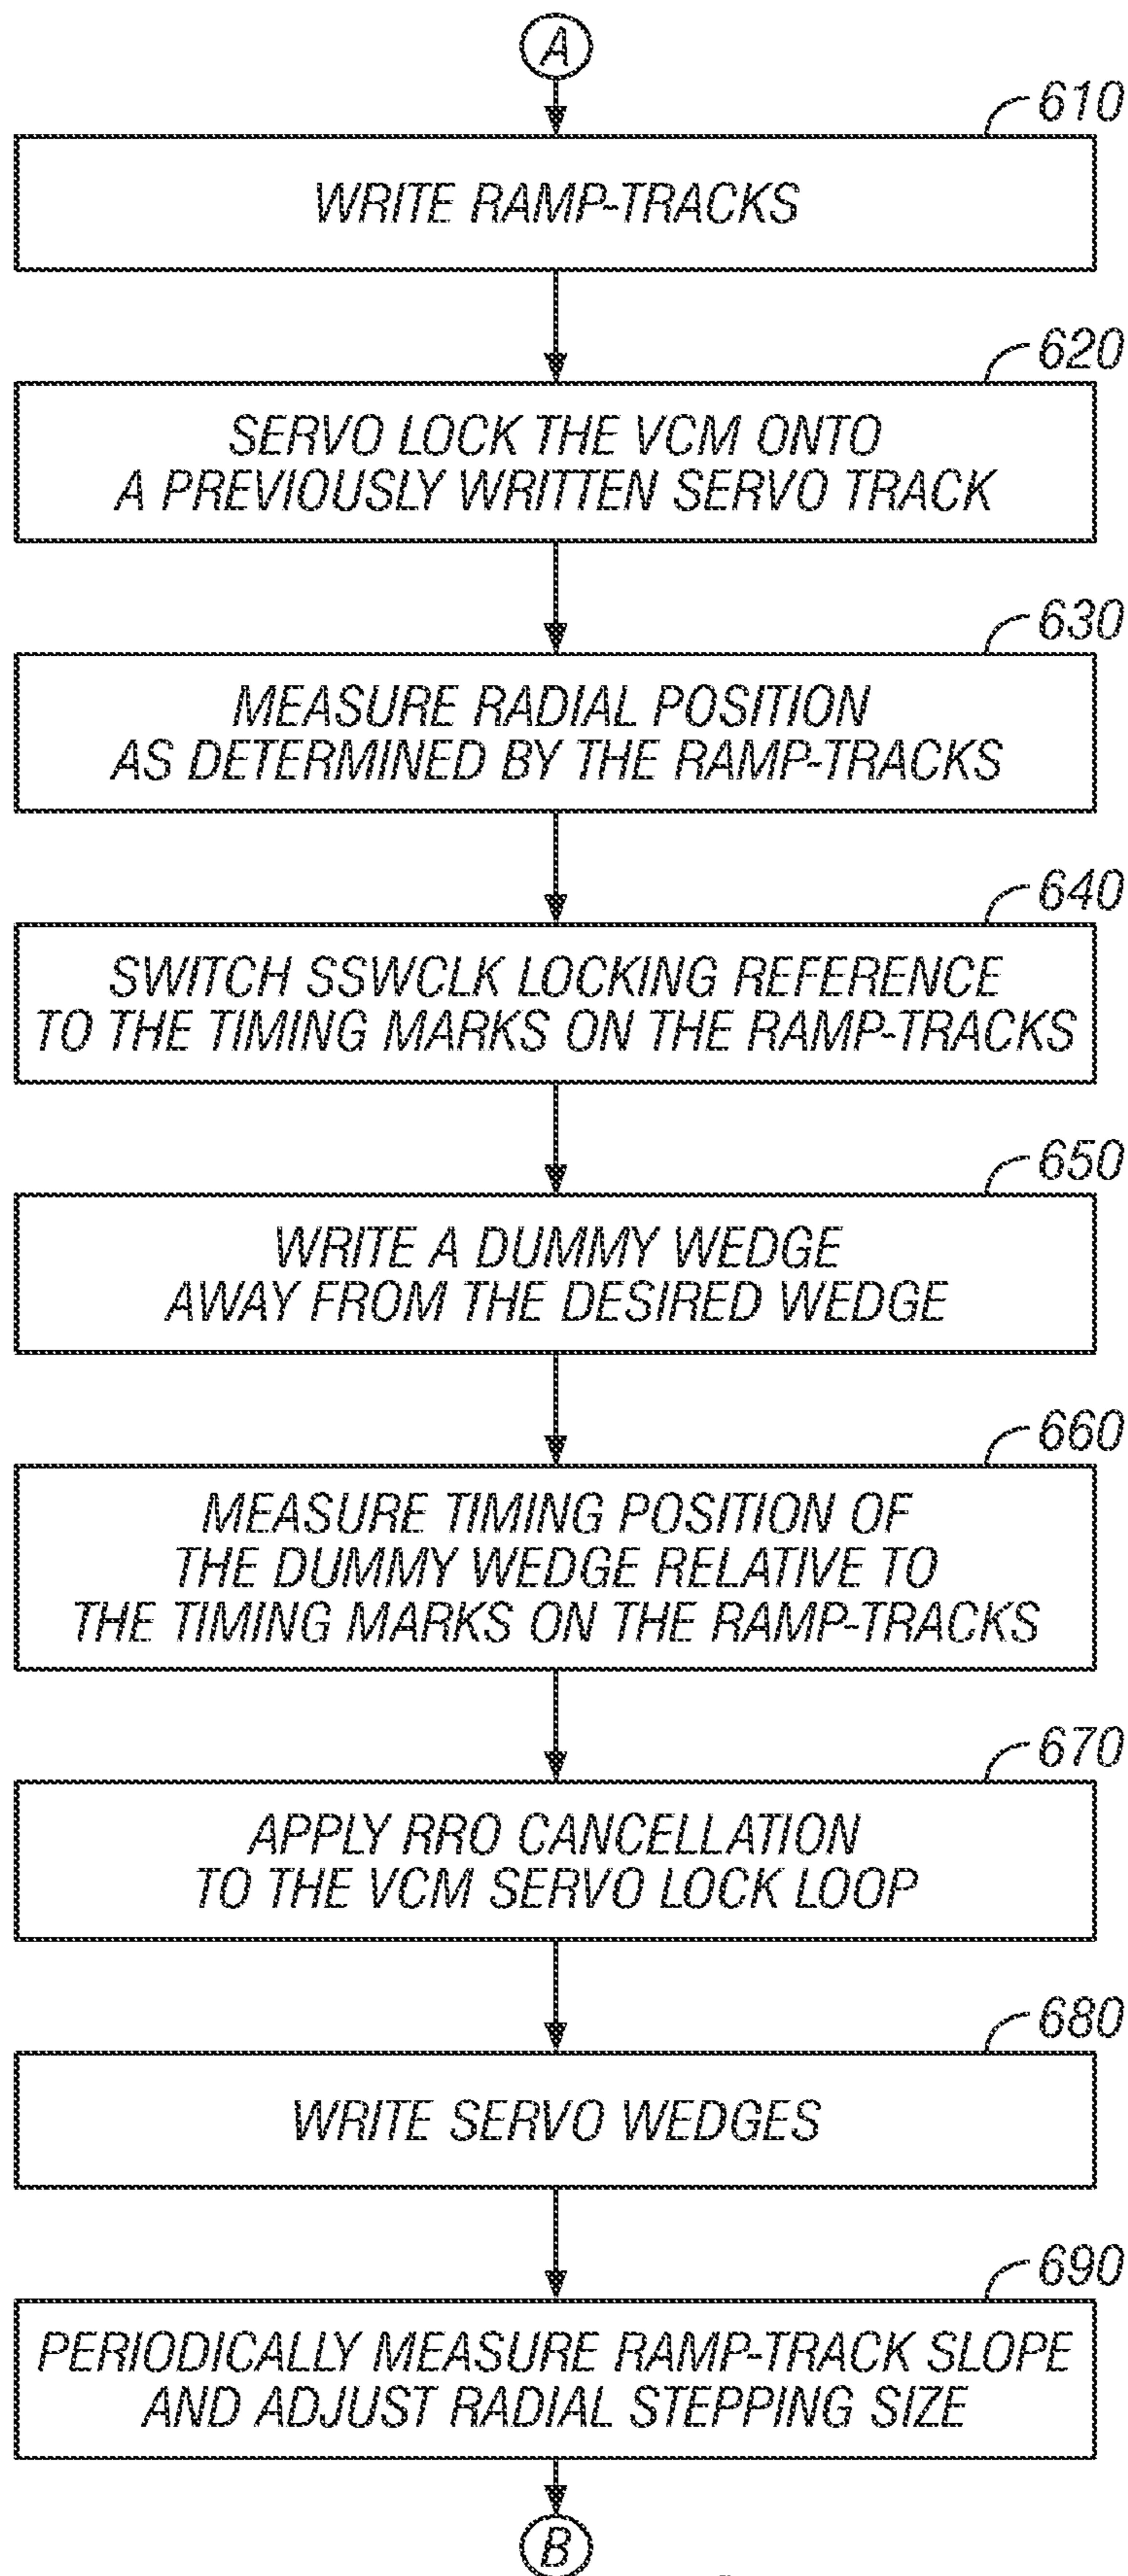 A
610
WRITE RAMP-TRACKS
620
SERVO LOCK THE VCM ONTO
A PREVIOUSLY WRITTEN SERVO TRACK
630
MEASURE RADIAL POSITION
AS DETERMINED BY THE RAMP-TRACKS
640
SWITCH SSWCLK LOCKING REFERENCE
TO THE TIMING MARKS ON THE RAMP-TRACKS
650
WRITE A DUMMY WEDGE
AWAY FROM THE DESIRED WEDGE
660
MEASURE TIMING POSITION OF
THE DUMMY WEDGE RELATIVE TO
THE TIMING MARKS ON THE RAMP-TRACKS
670
APPLY RRO CANCELLATION
TO THE VCM SERVO LOCK LOOP
680
WRITE SERVO WEDGES
690
PERIODICALLY MEASURE RAMP-TRACK SLOPE
AND ADJUST RADIAL STEPPING SIZE
B